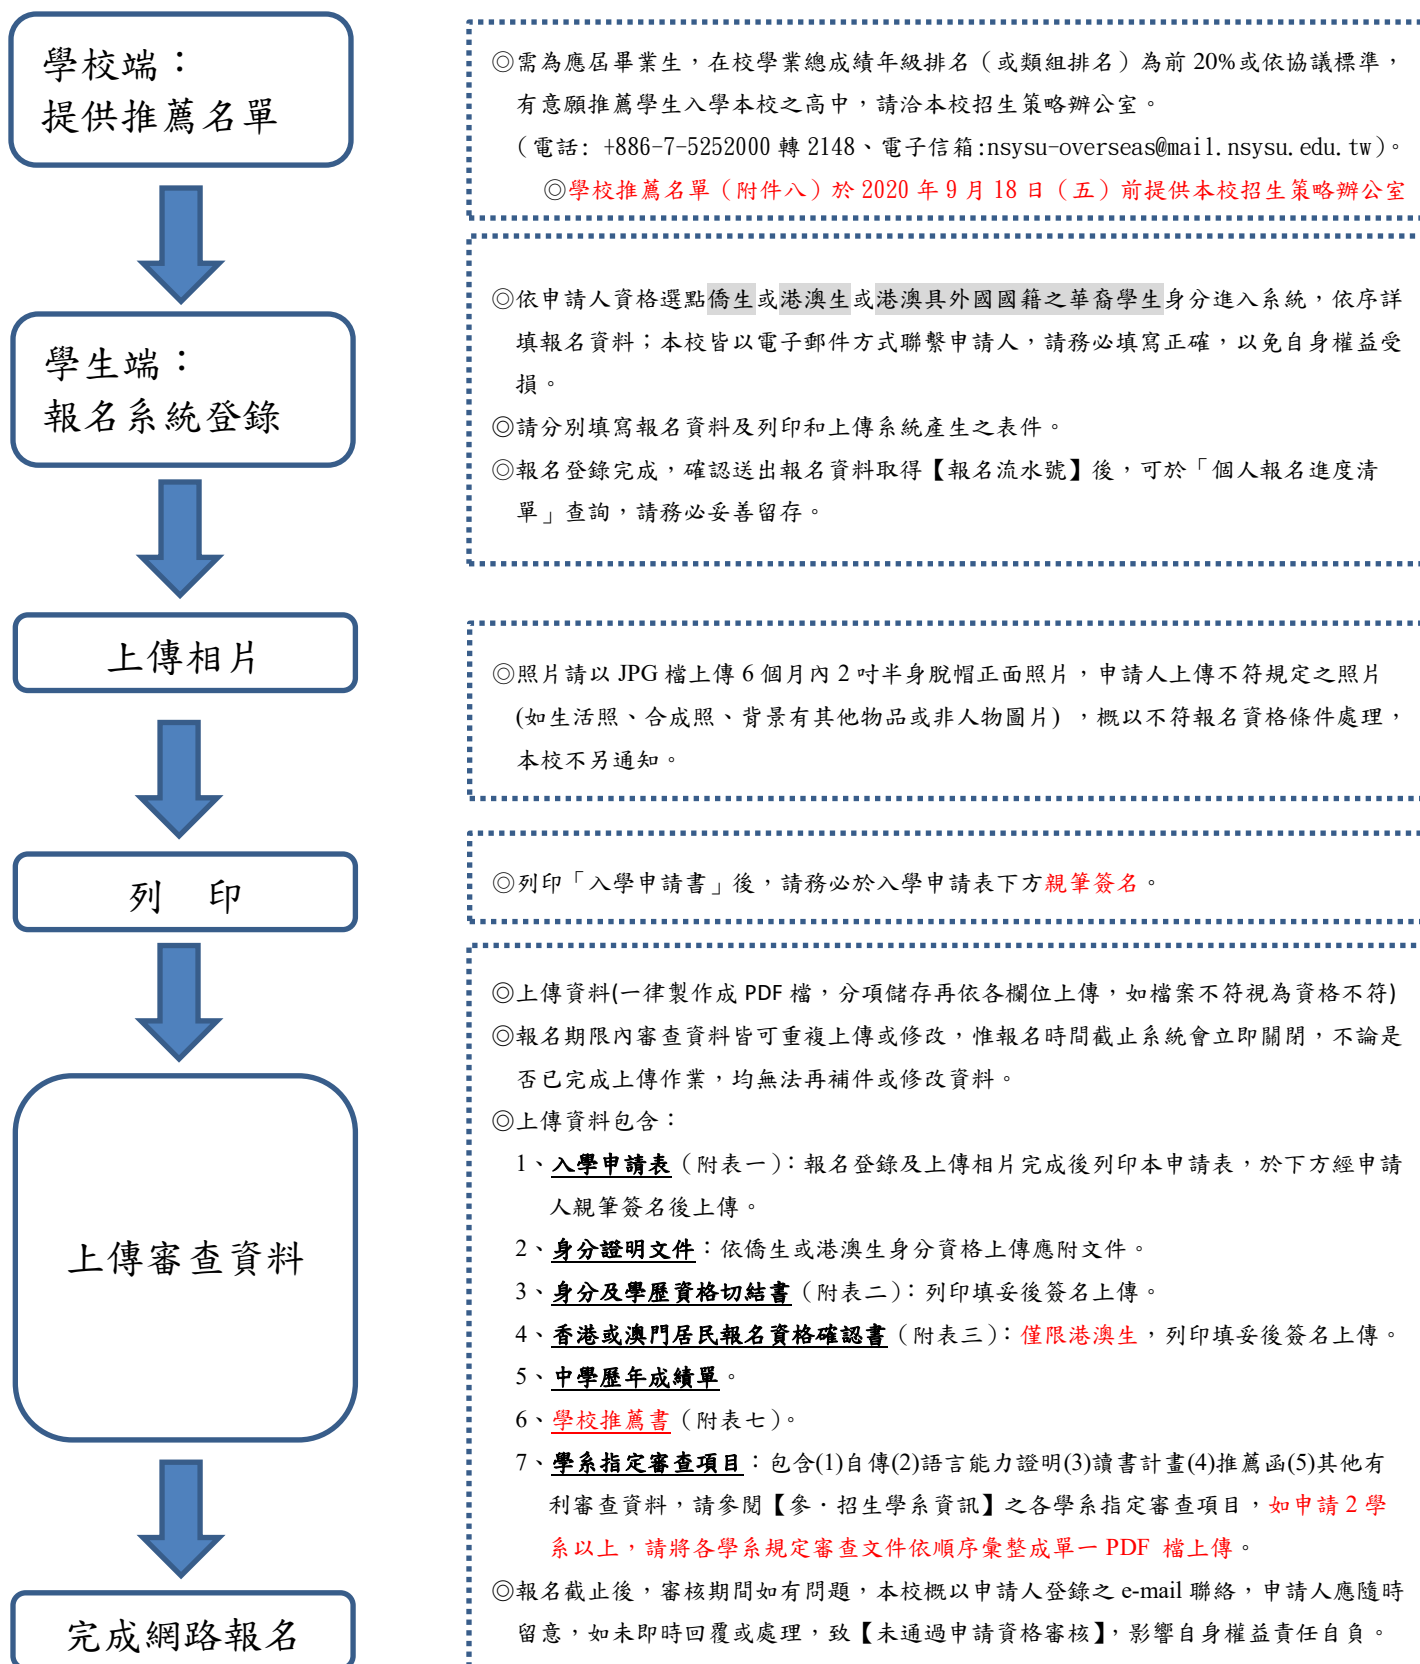 學校端：
提供推薦名單
◎需為應屆畢業生，在校學業總成績年級排名（或類組排名）為前 20%或依協議標準，
有意願推薦學生入學本校之高中，請洽本校招生策略辦公室。
（電話: +886-7-5252000 轉 2148、電子信箱:nsysu-overseas@mail.nsysu.edu.tw）。
◎學校推薦名單（附件八）於 2020 年 9 月 18 日（五）前提供本校招生策略辦公室
學生端：
報名系統登錄
◎依申請人資格選點僑生或港澳生或港澳具外國國籍之華裔學生身分進入系統，依序詳
填報名資料；本校皆以電子郵件方式聯繫申請人，請務必填寫正確，以免自身權益受
損。
◎請分別填寫報名資料及列印和上傳系統產生之表件。
◎報名登錄完成，確認送出報名資料取得【報名流水號】後，可於「個人報名進度清
單」查詢，請務必妥善留存。
上傳相片
◎照片請以 JPG 檔上傳 6 個月內 2 吋半身脫帽正面照片，申請人上傳不符規定之照片
(如生活照、合成照、背景有其他物品或非人物圖片) ，概以不符報名資格條件處理，
本校不另通知。
列　印
◎列印「入學申請書」後，請務必於入學申請表下方親筆簽名。
上傳審查資料
◎上傳資料(一律製作成 PDF 檔，分項儲存再依各欄位上傳，如檔案不符視為資格不符)
◎報名期限內審查資料皆可重複上傳或修改，惟報名時間截止系統會立即關閉，不論是
否已完成上傳作業，均無法再補件或修改資料。
◎上傳資料包含：
1、入學申請表（附表一）：報名登錄及上傳相片完成後列印本申請表，於下方經申請
人親筆簽名後上傳。
2、身分證明文件：依僑生或港澳生身分資格上傳應附文件。
3、身分及學歷資格切結書（附表二）：列印填妥後簽名上傳。
4、香港或澳門居民報名資格確認書（附表三）：僅限港澳生，列印填妥後簽名上傳。
5、中學歷年成績單。
6、學校推薦書（附表七）。
7、學系指定審查項目：包含(1)自傳(2)語言能力證明(3)讀書計畫(4)推薦函(5)其他有
利審查資料，請參閱【參．招生學系資訊】之各學系指定審查項目，如申請 2 學
系以上，請將各學系規定審查文件依順序彙整成單一 PDF 檔上傳。
◎報名截止後，審核期間如有問題，本校概以申請人登錄之 e-mail 聯絡，申請人應隨時
留意，如未即時回覆或處理，致【未通過申請資格審核】，影響自身權益責任自負。
完成網路報名